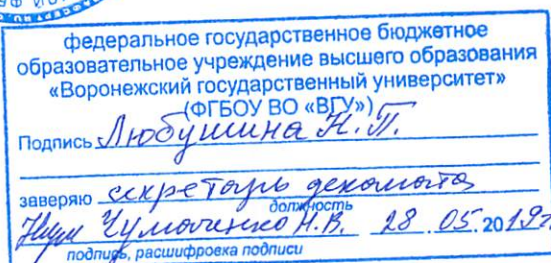 федеральное государственное бюджетное
образовательное учреждение высшего образования
«Воронежский государственный университет»
(ФГБОУ ВО «ВГУ»)
Подпись
заверяю секретарь деканата
должность
Чумаченко Н.В. 28 . 05. 2019г
подпись, расшифровка подписи